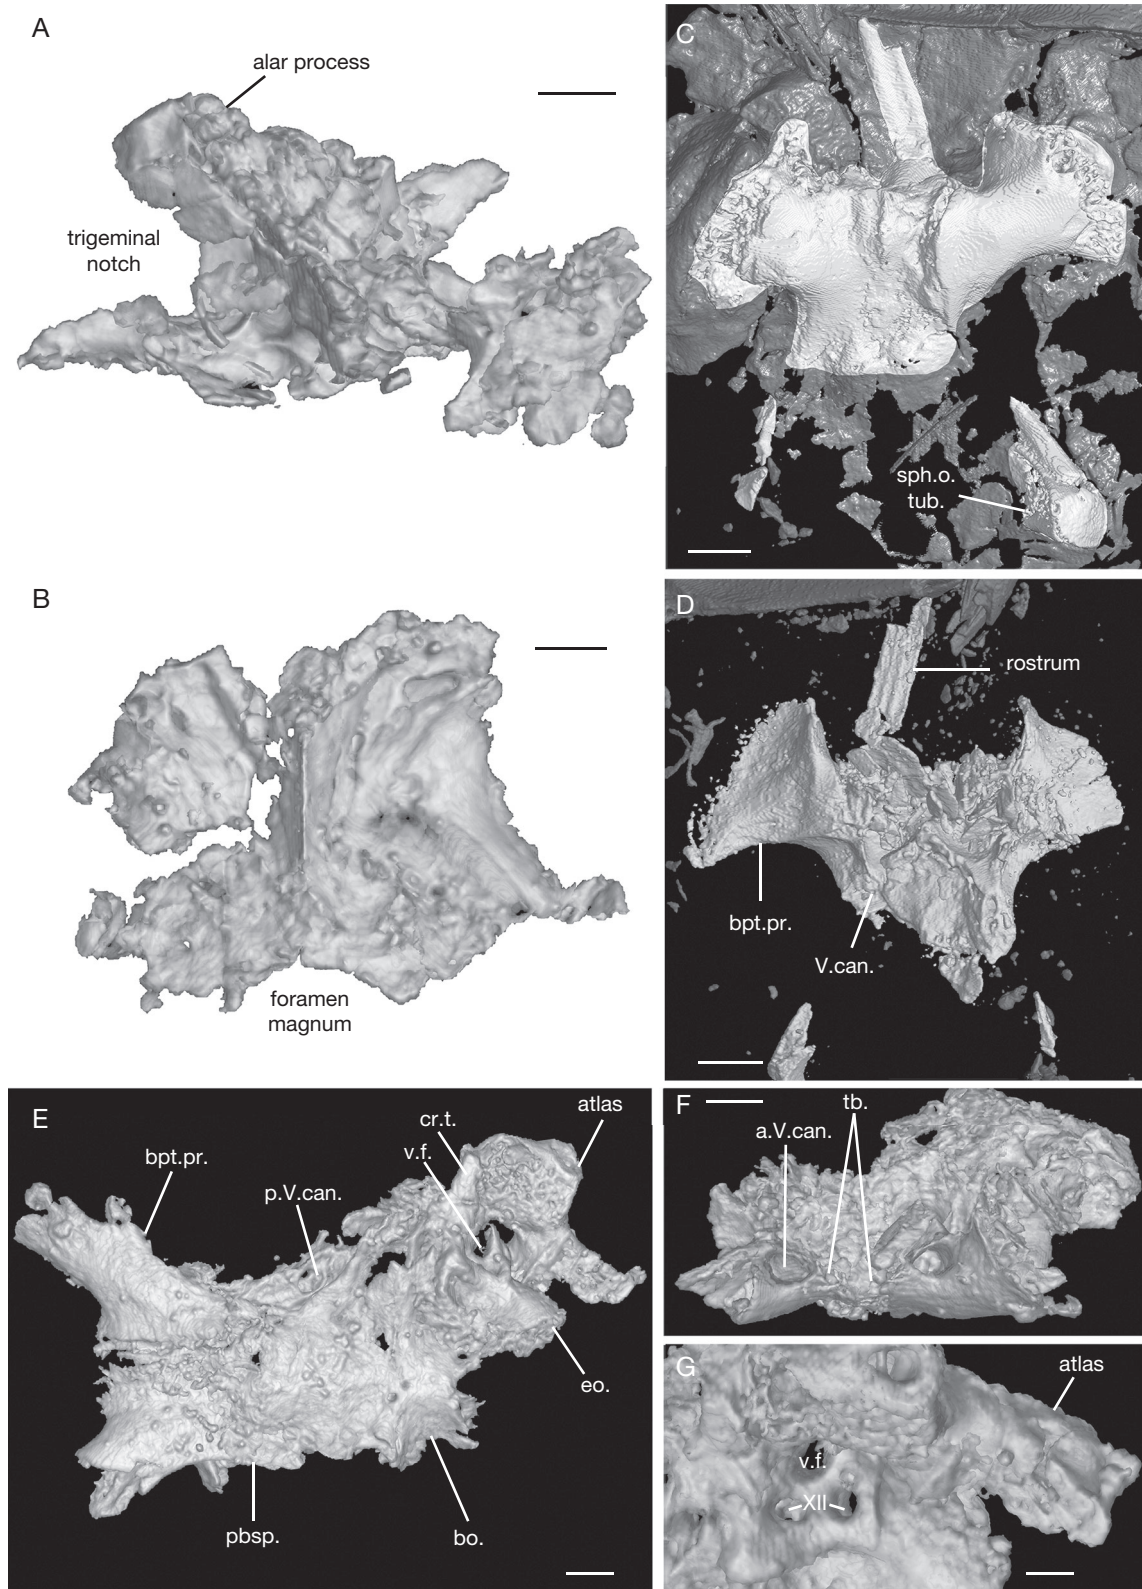 A
alar process
trigeminal
notch
B
foramen
magnum
C
sph.o.
tub.
D
rostrum
bpt.pr.
V.can.
E
bpt.pr.
p.V.can.
v.f.
cr.t.
atlas
eo.
bo.
pbsp.
F
a.V.can.
tb.
G
atlas
v.f.
XII